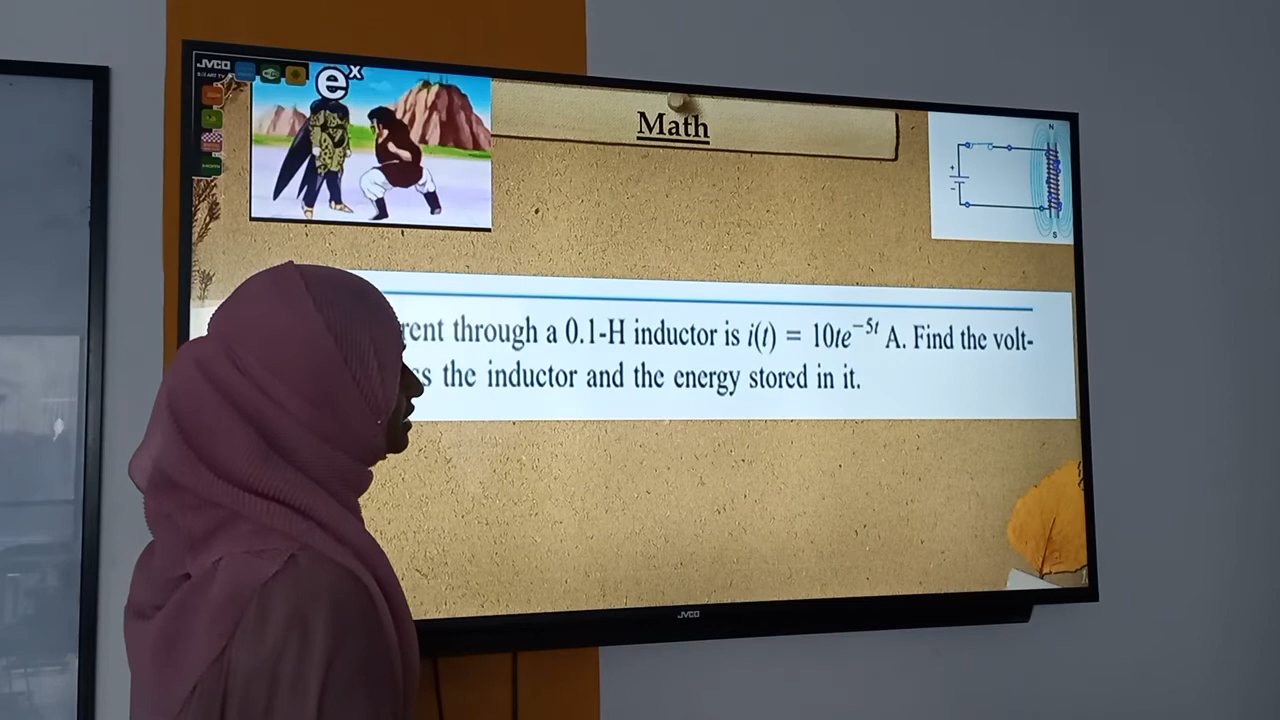 JVCO
e^x
Math
N
+
-
S
through a 0.1-H inductor is i(t) = 10te^−5t A. Find the volt-
the inductor and the energy stored in it.
JVCO